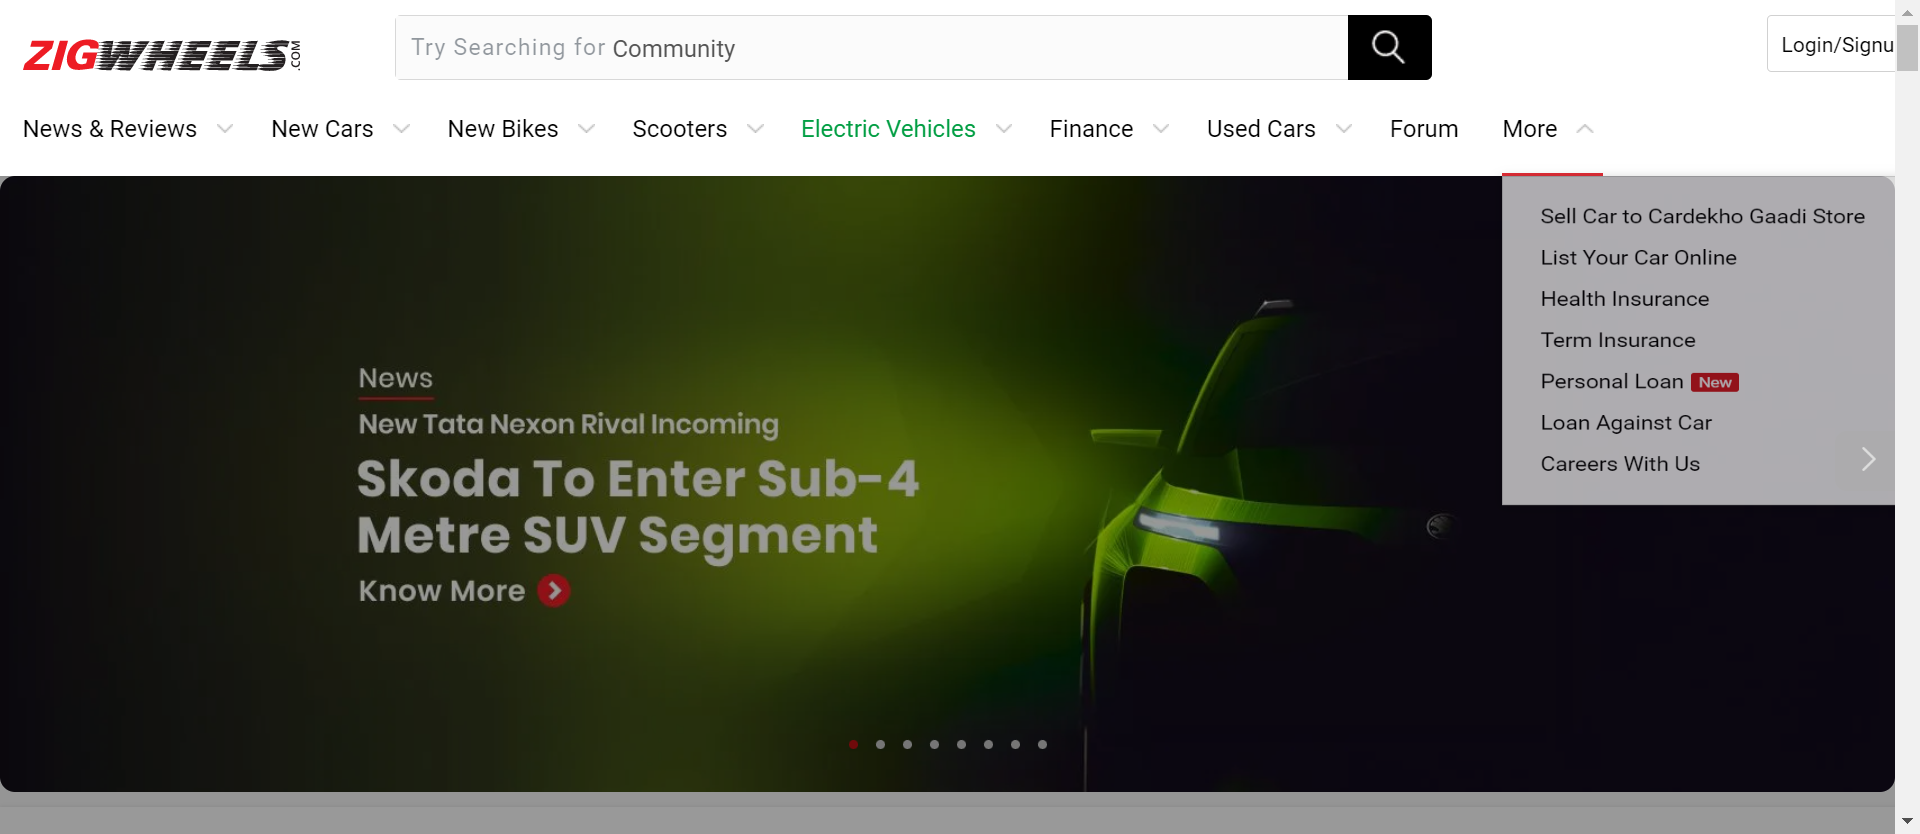 ZIGWHEELS.COM
Try Searching for Community
Login/Signu
News & Reviews
New Cars
New Bikes
Scooters
Electric Vehicles
Finance
Used Cars
Forum
More
Sell Car to Cardekho Gaadi Store
List Your Car Online
Health Insurance
Term Insurance
Personal Loan New
Loan Against Car
Careers With Us
News
New Tata Nexon Rival Incoming
Skoda To Enter Sub-4
Metre SUV Segment
Know More